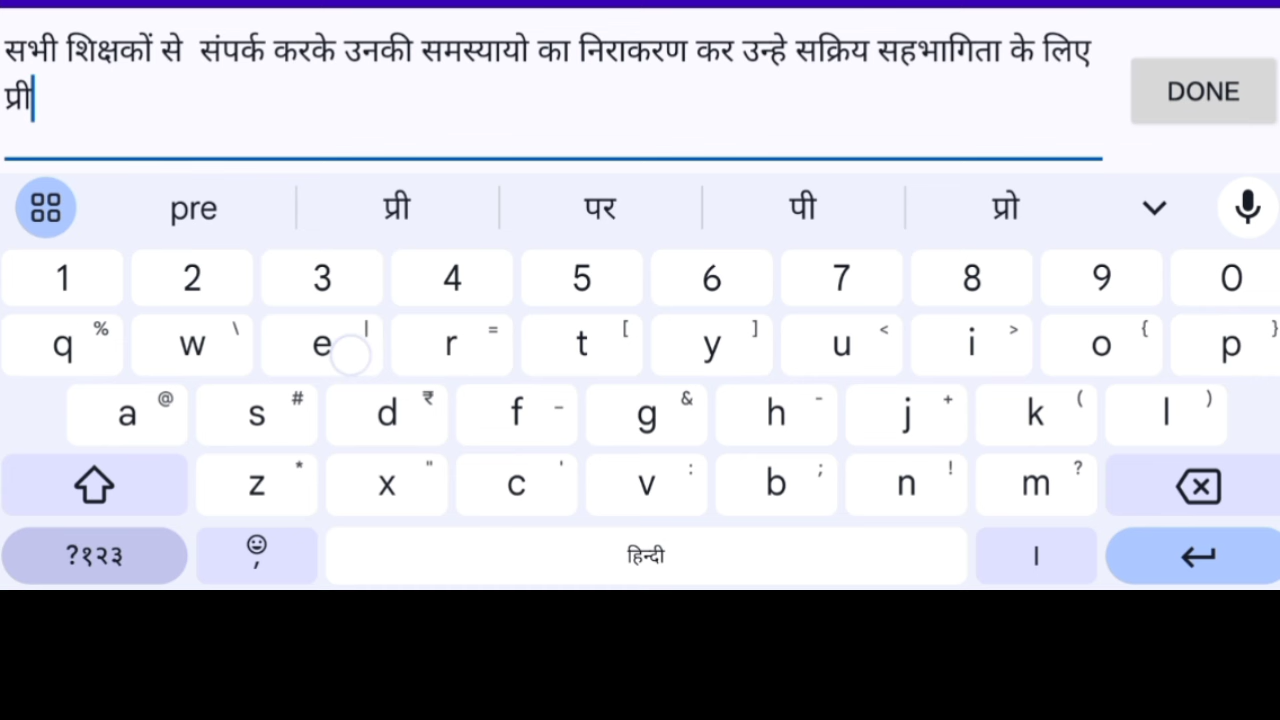 सभी शिक्षकों से  संपर्क करके उनकी समस्यायो का निराकरण कर उन्हे सक्रिय सहभागिता के लिए
प्री
DONE
pre प्री पर पी प्रो
1 2 3 4 5 6 7 8 9 0
q % w \ e | r = t [ y ] u < i > o { p }
a @ s # d ₹ f _ g & h - j + k ( l )
z * x " c ' v : b ; n ! m ?
?१२३ , हिन्दी ।